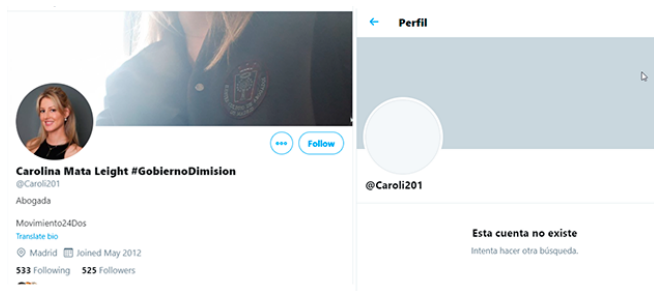 Carolina Mata Leight #GobiernoDimision
@Caroli201
Abogada
Movimiento24Dos
Translate bio
Madrid Joined May 2012
533 Following 525 Followers
Follow
Perfil
@Caroli201
Esta cuenta no existe
Intenta hacer otra búsqueda.